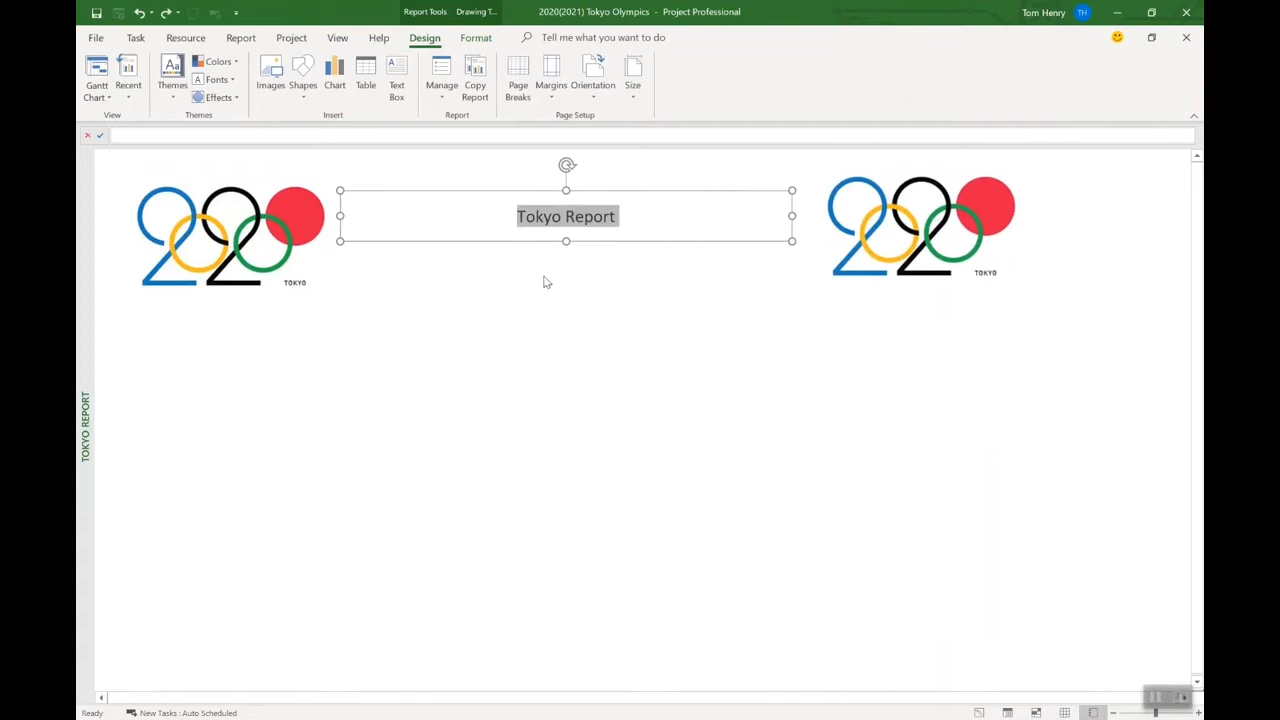 Report Tools Drawing T... 2020(2021) Tokyo Olympics - Project Professional Tom Henry TH
File Task Resource Report Project View Help Design Format Tell me what you want to do
Gantt Chart Recent Themes Aa Colors Fonts Effects Images Shapes Chart Table Text Box Manage Copy Report Page Breaks Margins Orientation Size
View Themes Insert Report Page Setup
Tokyo Report
2020 TOKYO
2020 TOKYO
TOKYO REPORT
Ready New Tasks : Auto Scheduled